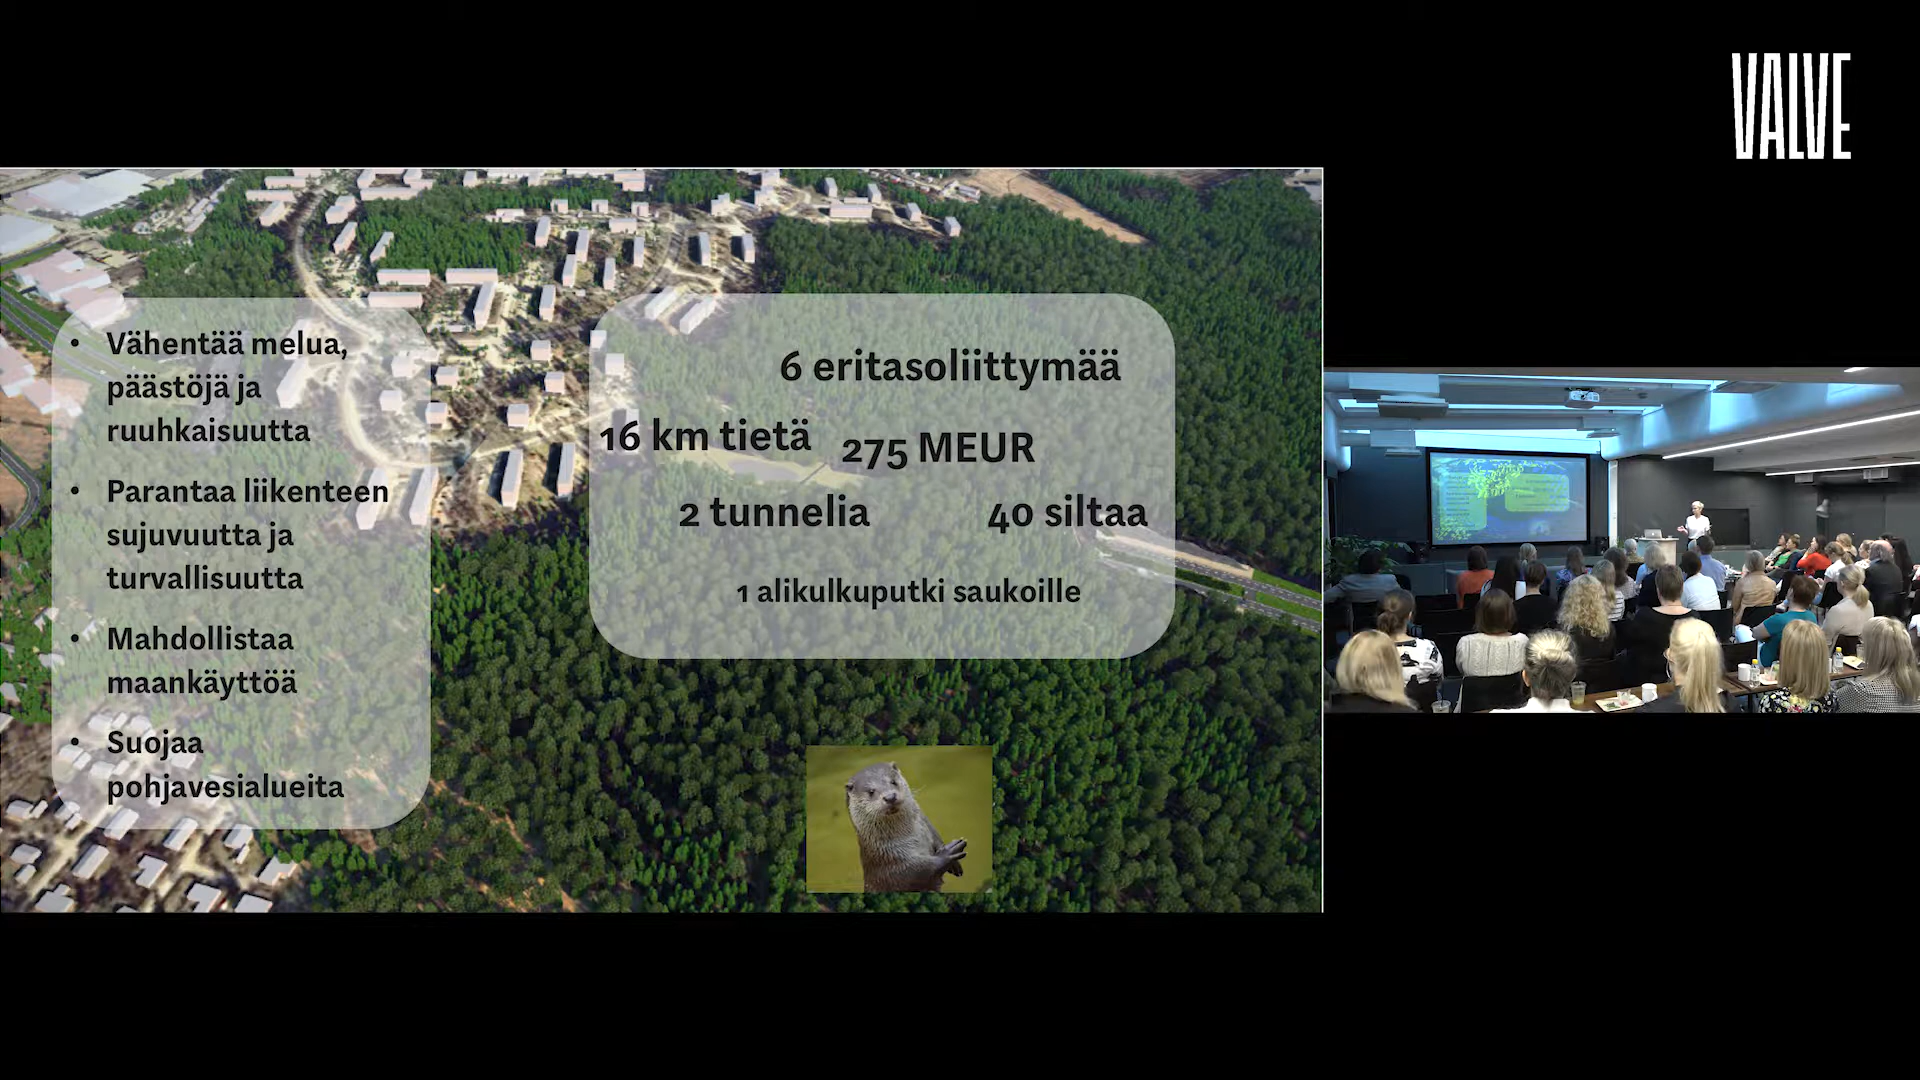 VALVE
• Vähentää melua,
päästöjä ja
ruuhkaisuutta
• Parantaa liikenteen
sujuvuutta ja
turvallisuutta
• Mahdollistaa
maankäyttöä
• Suojaa
pohjavesialueita
6 eritasoliittymää
16 km tietä
275 MEUR
2 tunnelia
40 siltaa
1 alikulkuputki saukoille